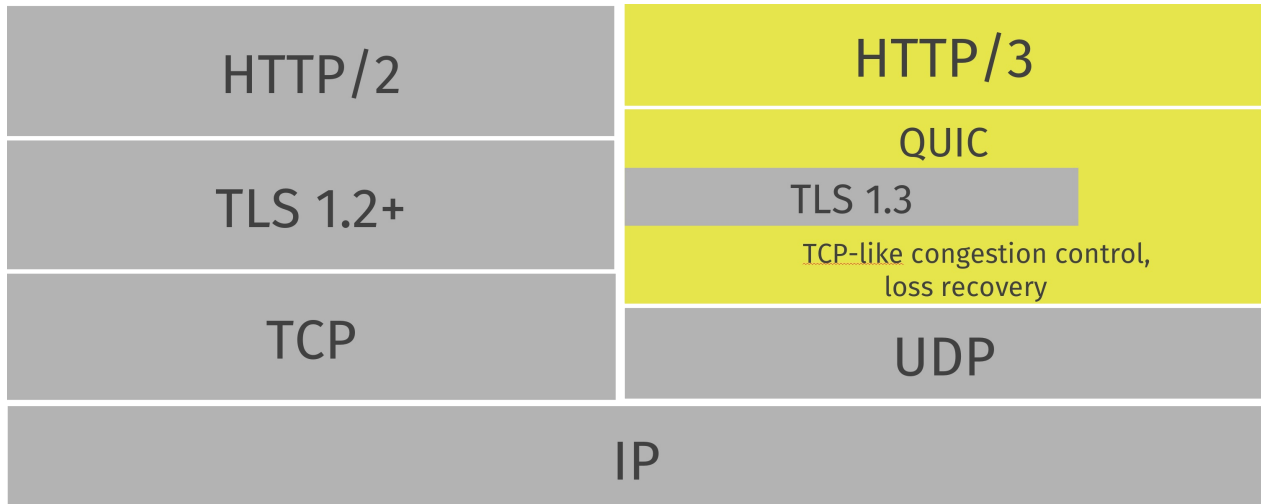 HTTP/2
TLS 1.2+
TCP
HTTP/3
QUIC
TLS 1.3
TCP-like congestion control,
loss recovery
UDP
IP